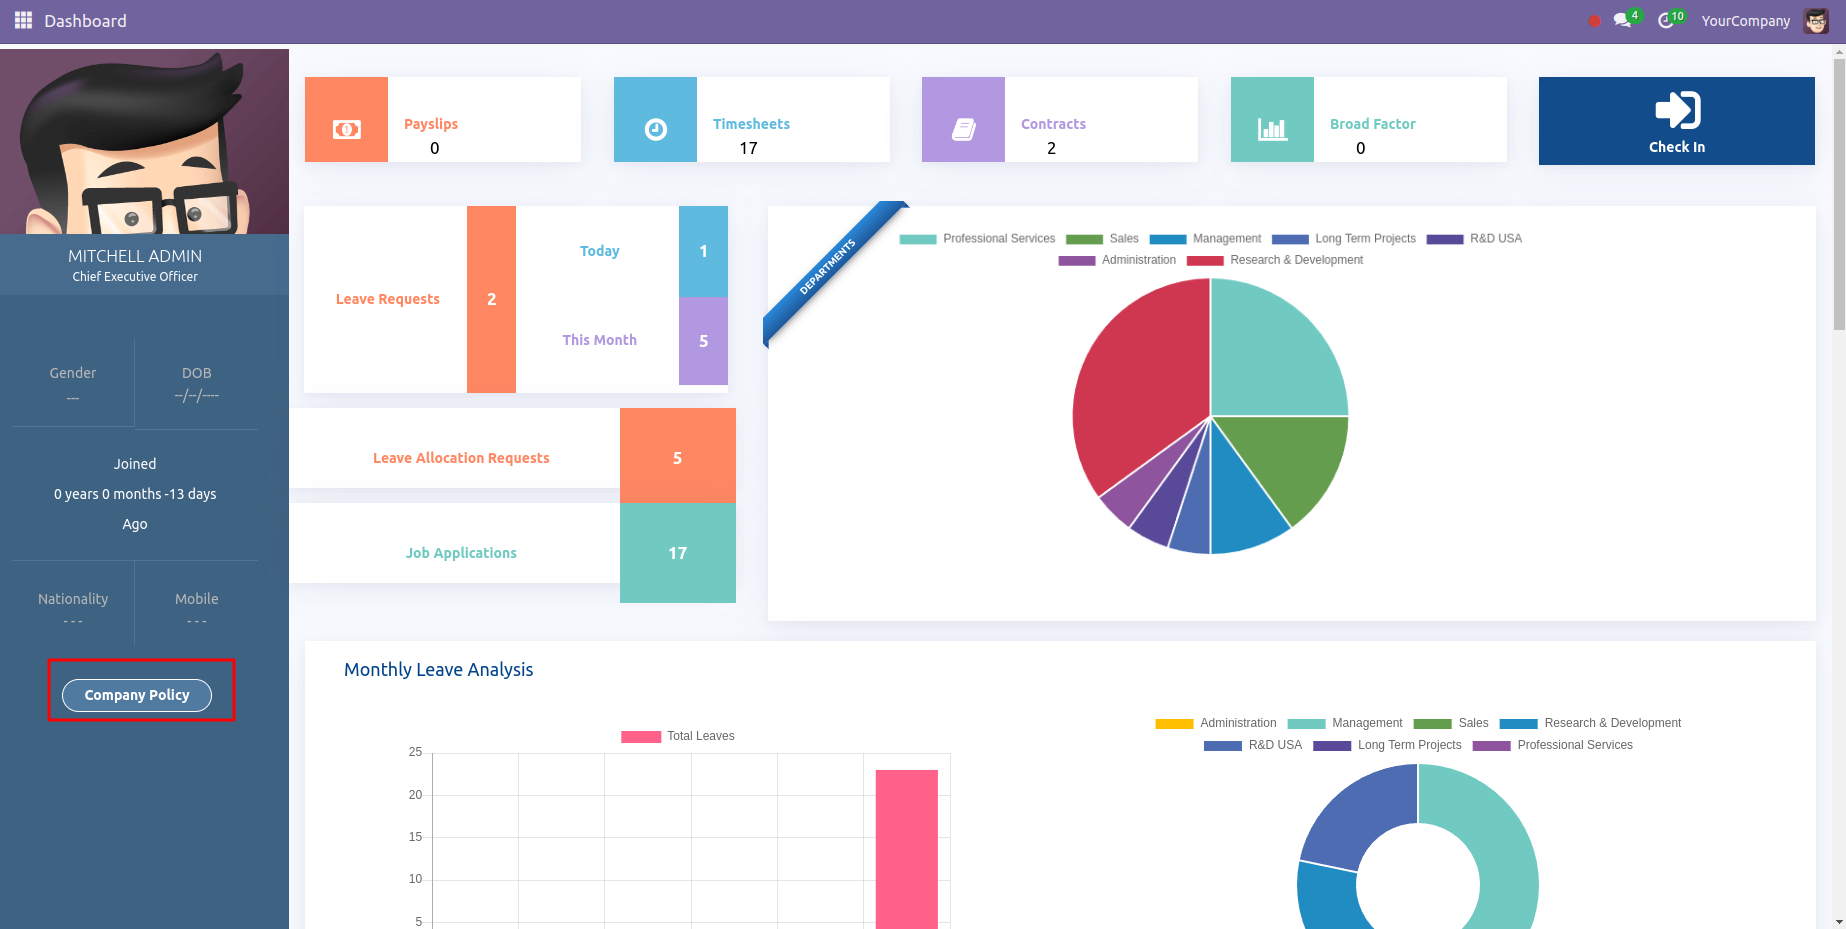 Dashboard
4
10
YourCompany
MITCHELL ADMIN
Chief Executive Officer
Gender
---
DOB
--/--/----
Joined
0 years 0 months -13 days
Ago
Nationality
- - -
Mobile
- - -
Company Policy
Payslips
0
Timesheets
17
Contracts
2
Broad Factor
0
Check In
Leave Requests
2
Today
1
This Month
5
Leave Allocation Requests
5
Job Applications
17
DEPARTMENTS
Professional Services Sales Management Long Term Projects R&D USA
Administration Research & Development
Monthly Leave Analysis
Total Leaves
25
20
15
10
5
Administration Management Sales Research & Development
R&D USA Long Term Projects Professional Services